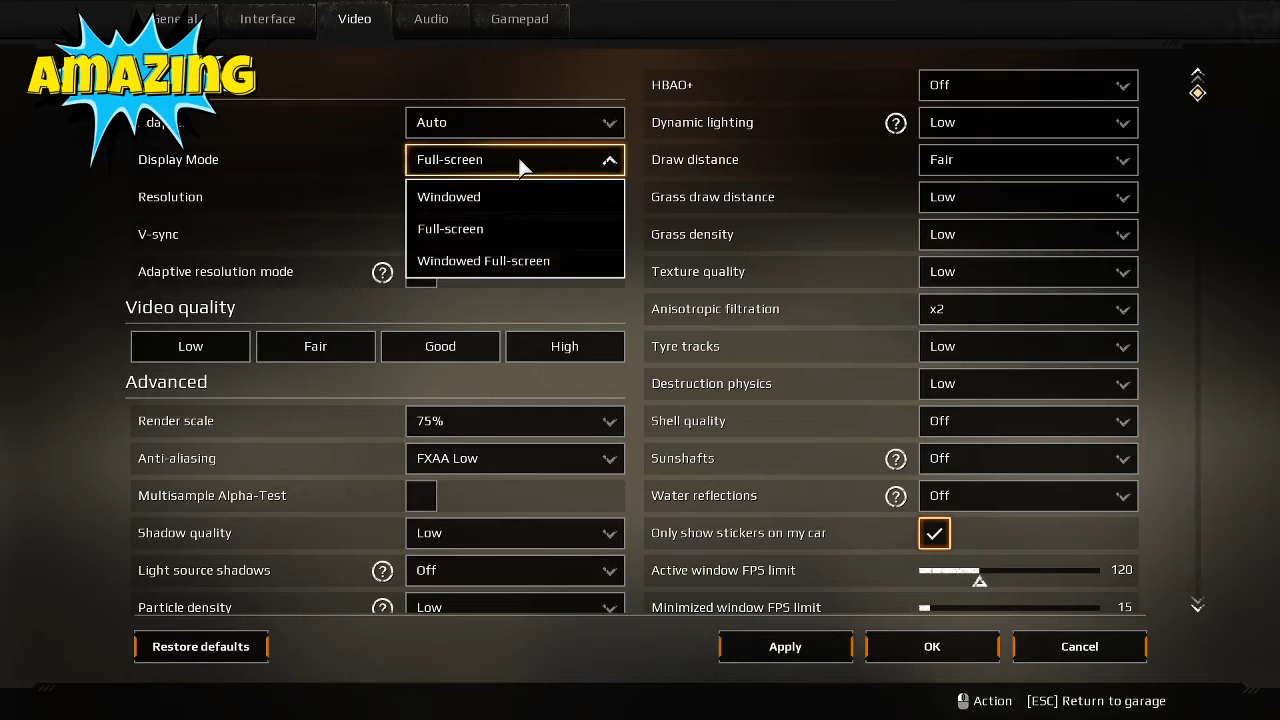 General Interface Video Audio Gamepad
AMAZING
Auto
Display Mode Full-screen
Windowed
Full-screen
Windowed Full-screen
Resolution
V-sync
Adaptive resolution mode ?
Video quality
Low Fair Good High
Advanced
Render scale 75%
Anti-aliasing FXAA Low
Multisample Alpha-Test
Shadow quality Low
Light source shadows ? Off
Particle density ? Low
HBAO+ Off
Dynamic lighting ? Low
Draw distance Fair
Grass draw distance Low
Grass density Low
Texture quality Low
Anisotropic filtration x2
Tyre tracks Low
Destruction physics Low
Shell quality Off
Sunshafts ? Off
Water reflections ? Off
Only show stickers on my car
Active window FPS limit 120
Minimized window FPS limit 15
Restore defaults Apply OK Cancel
Action [ESC] Return to garage